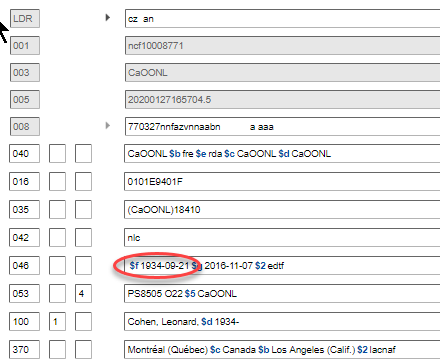 LDR cz an
001 ncf10008771
003 CaOONL
005 20200127165704.5
008 770327nnfazvnnaabn a aaa
040 CaOONL $b fre $e rda $c CaOONL $d CaOONL
016 0101E9401F
035 (CaOONL)18410
042 nlc
046 $f 1934-09-21 $g 2016-11-07 $2 edtf
053 4 PS8505 O22 $5 CaOONL
100 1 Cohen, Leonard, $d 1934-
370 Montréal (Québec) $c Canada $b Los Angeles (Calif.) $2 lacnaf